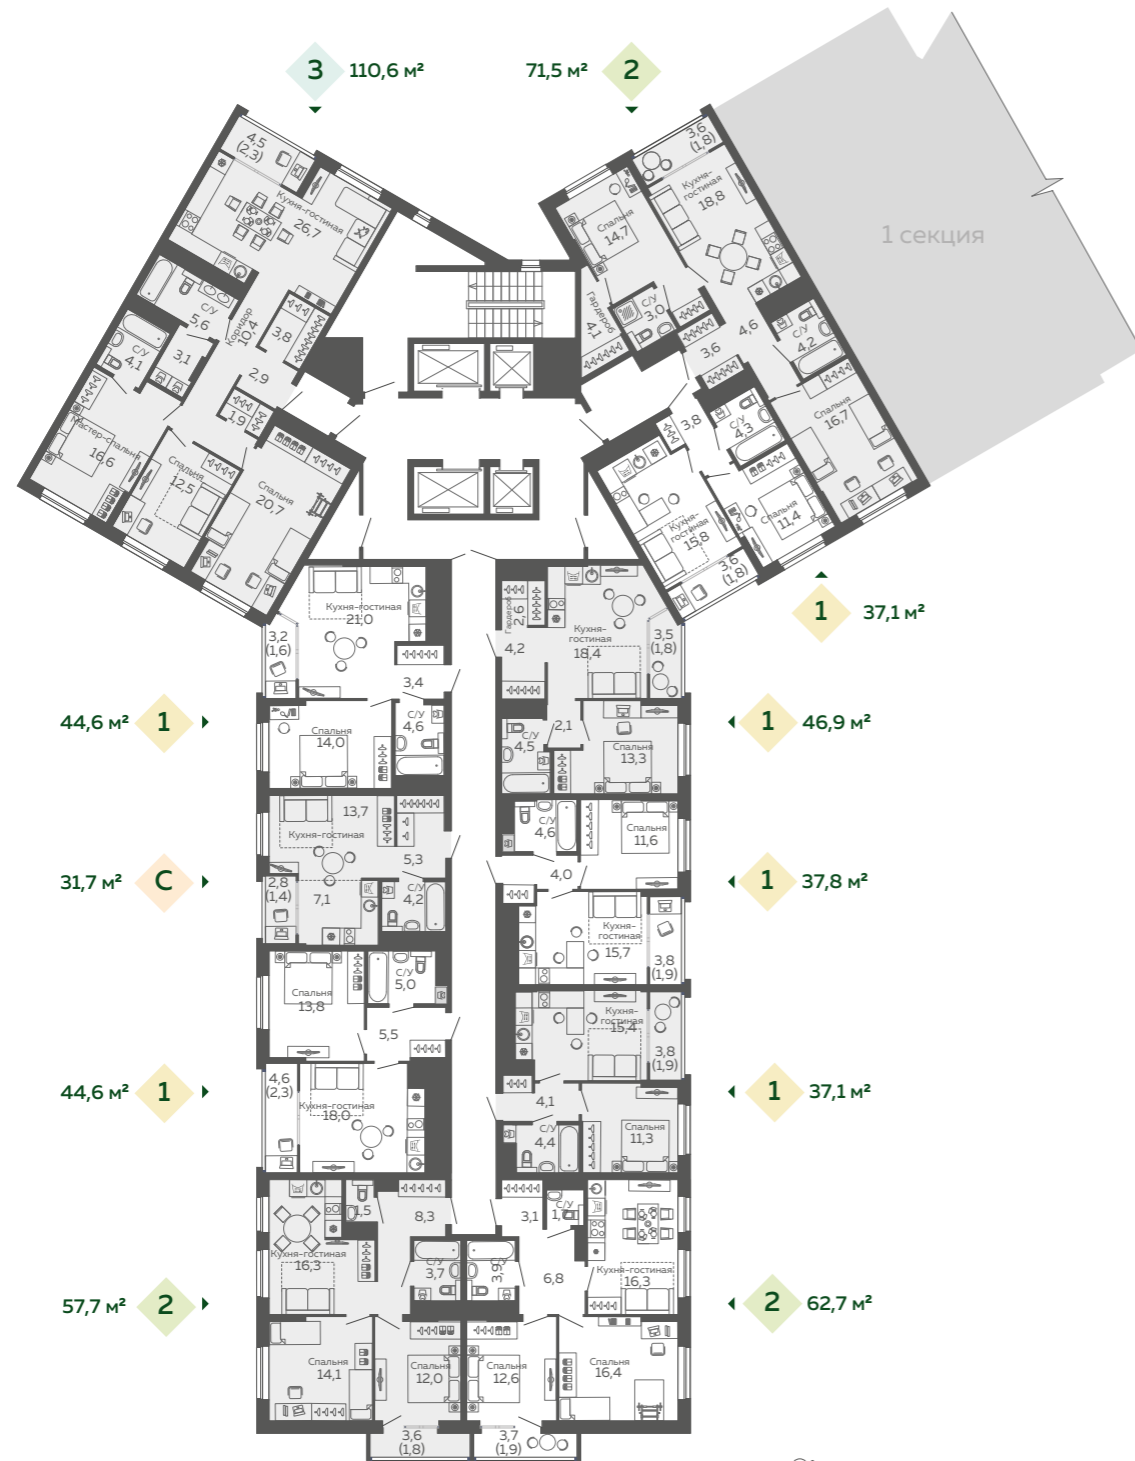 3 110,6 м²
71,5 м² 2
4,5
(2,3)
Кухня-гостиная
26,7
С/У
5,6
Коридор
10,4
3,8
С/У
4,1
3,1
2,9
1,9
Мастер-спальня
16,6
Спальня
12,5
Спальня
20,7
3,6
(1,8)
Кухня-
гостиная
18,8
Спальня
14,7
Гардероб
4,1
С/У
3,0
4,6
3,6
С/У
4,2
Спальня
16,7
1 секция
3,8
С/У
4,3
Кухня-
гостиная
15,8
Спальня
11,4
3,6
(1,8)
1 37,1 м²
Кухня-гостиная
21,0
3,2
(1,6)
3,4
С/У
4,6
Спальня
14,0
44,6 м² 1
Гардероб
2,6
4,2
Кухня-
гостиная
18,4
3,5
(1,8)
2,1
С/У
4,5
Спальня
13,3
1 46,9 м²
13,7
Кухня-гостиная
5,3
2,8
(1,4)
7,1
С/У
4,2
31,7 м² С
С/У
4,6
Спальня
11,6
4,0
Кухня-
гостиная
15,7
3,8
(1,9)
1 37,8 м²
С/У
5,0
Спальня
13,8
5,5
4,6
(2,3)
Кухня-гостиная
18,0
44,6 м² 1
Кухня-
гостиная
15,4
3,8
(1,9)
4,1
С/У
4,4
Спальня
11,3
1 37,1 м²
1,5
8,3
Кухня-гостиная
16,3
С/У
3,7
Спальня
14,1
Спальня
12,0
3,6
(1,8)
57,7 м² 2
3,1
С/У
С/У
3,9
6,8
Кухня-гостиная
16,3
Спальня
12,6
Спальня
16,4
3,7
(1,9)
2 62,7 м²